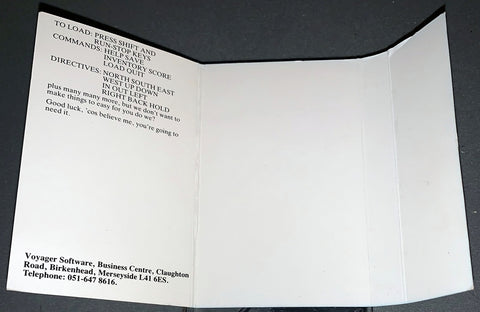 TO LOAD: PRESS SHIFT AND
RUN-STOP KEYS
COMMANDS: HELP SAVE
INVENTORY SCORE
LOAD QUIT
DIRECTIVES: NORTH SOUTH EAST
WEST UP DOWN
IN OUT LEFT
RIGHT BACK HOLD
plus many many more, but we don't want to
make things to easy for you do we?
Good luck, 'cos believe me, you're going to
need it.
Voyager Software, Business Centre, Claughton
Road, Birkenhead, Merseyside L41 6ES.
Telephone: 051-647 8616.